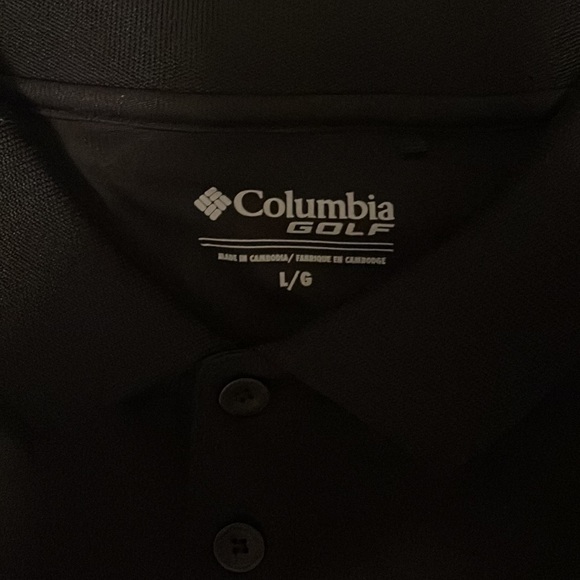 Columbia
GOLF
MADE IN CAMBODIA/ FABRIQUE EN CAMBODGE
L/G